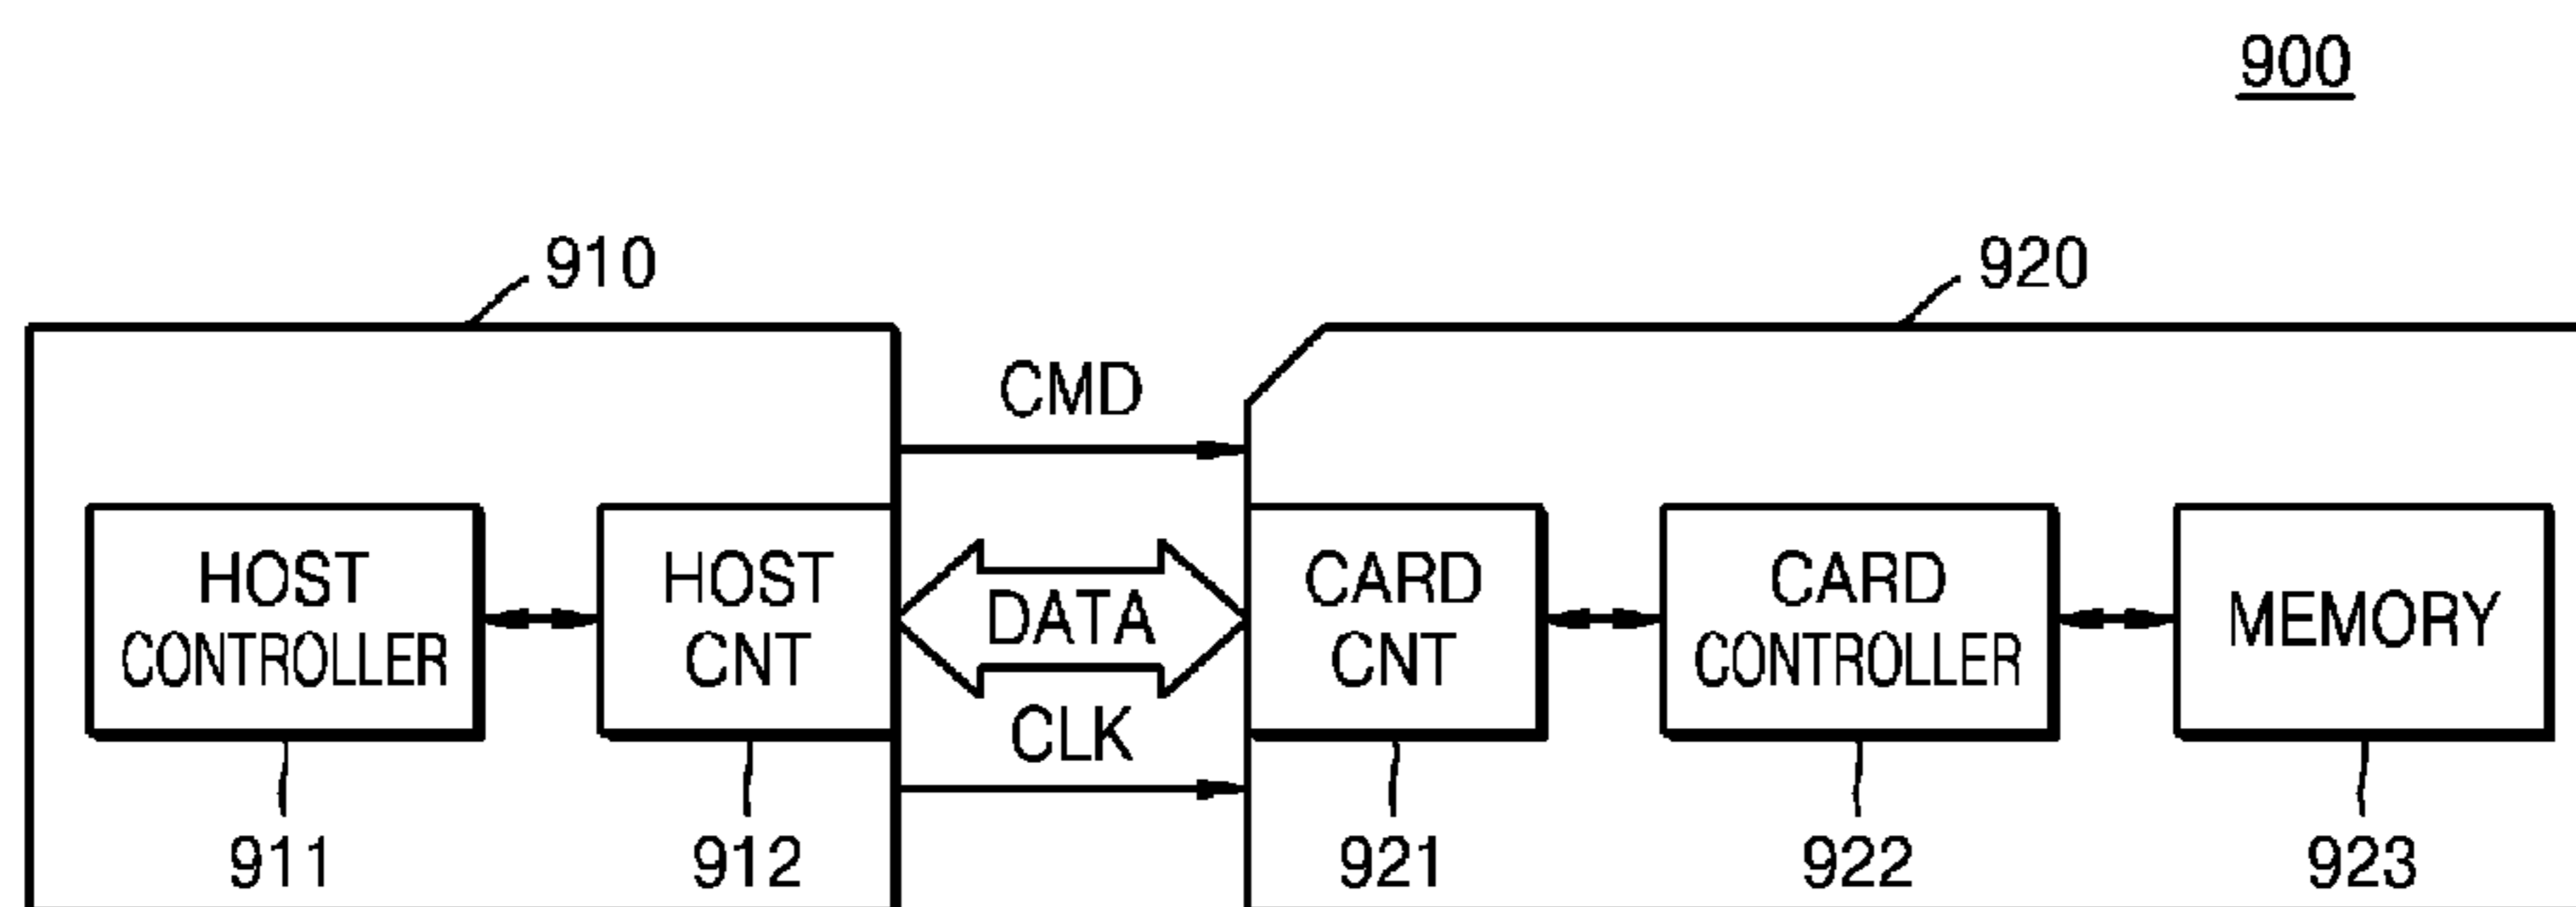 900
910
920
CMD
HOST
CONTROLLER
HOST
CNT
DATA
CLK
CARD
CNT
CARD
CONTROLLER
MEMORY
911
912
921
922
923